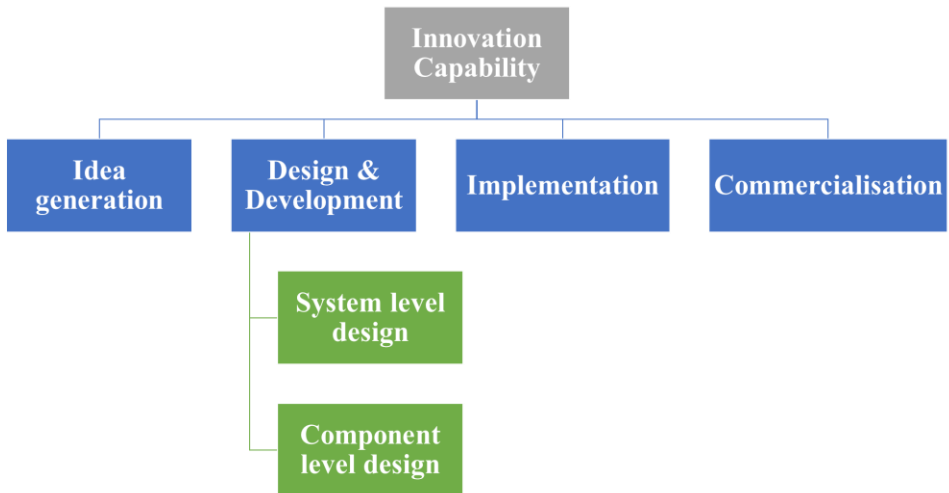 Innovation
Capability
Idea
generation
Design &
Development
Implementation
Commercialisation
System level
design
Component
level design